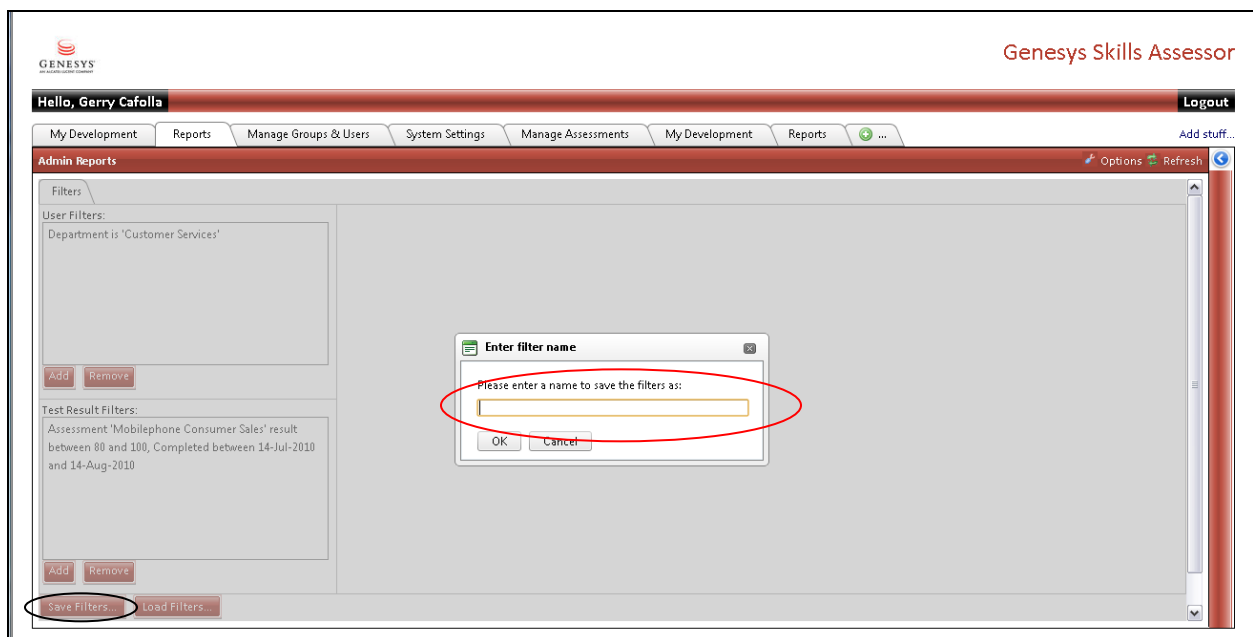 GENESYS
AN ALCATEL-LUCENT COMPANY
Genesys Skills Assessor
Hello, Gerry Cafolla
Logout
My Development
Reports
Manage Groups & Users
System Settings
Manage Assessments
My Development
Reports
...
Add stuff...
Admin Reports
Options
Refresh
Filters
User Filters:
Department is 'Customer Services'
Add
Remove
Enter filter name
Please enter a name to save the filters as:
OK
Cancel
Test Result Filters:
Assessment 'Mobilephone Consumer Sales' result
between 80 and 100, Completed between 14-Jul-2010
and 14-Aug-2010
Add
Remove
Save Filters...
Load Filters...